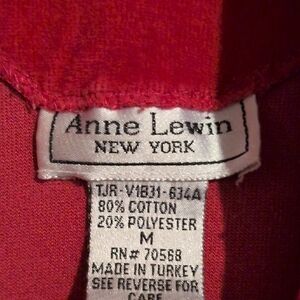 Anne Lewin
NEW YORK
TJR-V1B31-634A
80% COTTON
20% POLYESTER
M
RN# 70568
MADE IN TURKEY
SEE REVERSE FOR
CARE